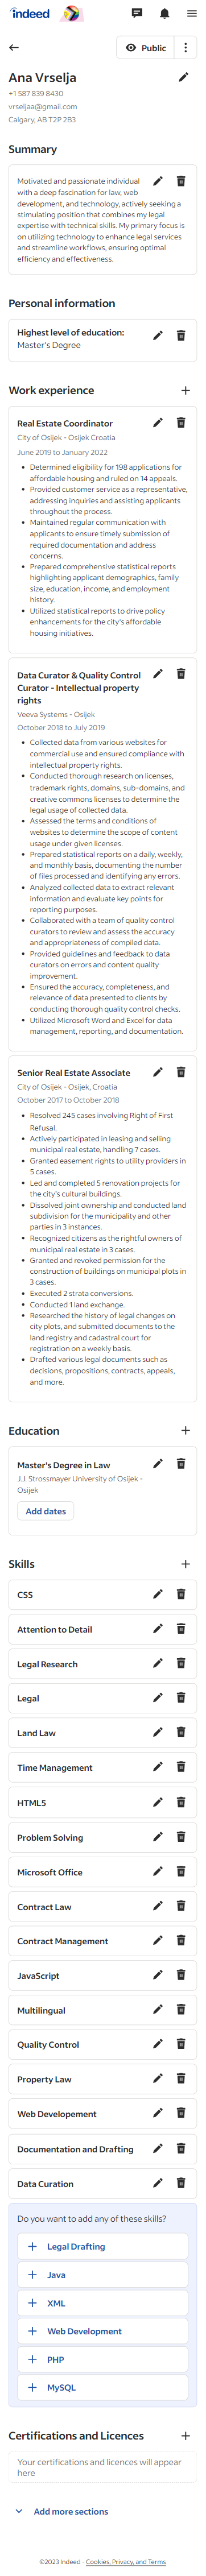 indeed
Public
Ana Vrselja
+1 587 839 8430
vrseljaa@gmail.com
Calgary, AB T2P 2B3
Summary
Motivated and passionate individual
with a deep fascination for law, web
development, and technology, actively seeking a
stimulating position that combines my legal
expertise with technical skills. My primary focus is
on utilizing technology to enhance legal services
and streamline workflows, ensuring optimal
efficiency and effectiveness.
Personal information
Highest level of education:
Master's Degree
Work experience
Real Estate Coordinator
City of Osijek - Osijek Croatia
June 2019 to January 2022
• Determined eligibility for 198 applications for
affordable housing and ruled on 14 appeals.
• Provided customer service as a representative,
addressing inquiries and assisting applicants
throughout the process.
• Maintained regular communication with
applicants to ensure timely submission of
required documentation and address
concerns.
• Prepared comprehensive statistical reports
highlighting applicant demographics, family
size, education, income, and employment
history.
• Utilized statistical reports to drive policy
enhancements for the city's affordable
housing initiatives.
Data Curator & Quality Control
Curator - Intellectual property
rights
Veeva Systems - Osijek
October 2018 to July 2019
• Collected data from various websites for
commercial use and ensured compliance with
intellectual property rights.
• Conducted thorough research on licenses,
trademark rights, domains, sub-domains, and
creative commons licenses to determine the
legal usage of collected data.
• Assessed the terms and conditions of
websites to determine the scope of content
usage under given licenses.
• Prepared statistical reports on a daily, weekly,
and monthly basis, documenting the number
of files processed and identifying any errors.
• Analyzed collected data to extract relevant
information and evaluate key points for
reporting purposes.
• Collaborated with a team of quality control
curators to review and assess the accuracy
and appropriateness of compiled data.
• Provided guidelines and feedback to data
curators on errors and content quality
improvement.
• Ensured the accuracy, completeness, and
relevance of data presented to clients by
conducting thorough quality control checks.
• Utilized Microsoft Word and Excel for data
management, reporting, and documentation.
Senior Real Estate Associate
City of Osijek - Osijek, Croatia
October 2017 to October 2018
• Resolved 245 cases involving Right of First
Refusal.
• Actively participated in leasing and selling
municipal real estate, handling 7 cases.
• Granted easement rights to utility providers in
5 cases.
• Led and completed 5 renovation projects for
the city's cultural buildings.
• Dissolved joint ownership and conducted land
subdivision for the municipality and other
parties in 3 instances.
• Recognized citizens as the rightful owners of
municipal real estate in 3 cases.
• Granted and revoked permission for the
construction of buildings on municipal plots in
3 cases.
• Executed 2 strata conversions.
• Conducted 1 land exchange.
• Researched the history of legal changes on
city plots, and submitted documents to the
land registry and cadastral court for
registration on a weekly basis.
• Drafted various legal documents such as
decisions, propositions, contracts, appeals,
and more.
Education
Master's Degree in Law
J.J. Strossmayer University of Osijek -
Osijek
Add dates
Skills
CSS
Attention to Detail
Legal Research
Legal
Land Law
Time Management
HTML5
Problem Solving
Microsoft Office
Contract Law
Contract Management
JavaScript
Multilingual
Quality Control
Property Law
Web Developement
Documentation and Drafting
Data Curation
Do you want to add any of these skills?
Legal Drafting
Java
XML
Web Development
PHP
MySQL
Certifications and Licences
Your certifications and licences will appear
here
Add more sections
©2023 Indeed - Cookies, Privacy, and Terms